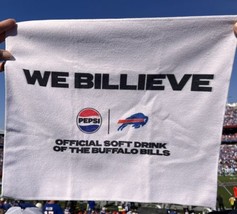 WE BILLIEVE
PEPSI
OFFICIAL SOFT DRINK
OF THE BUFFALO BILLS